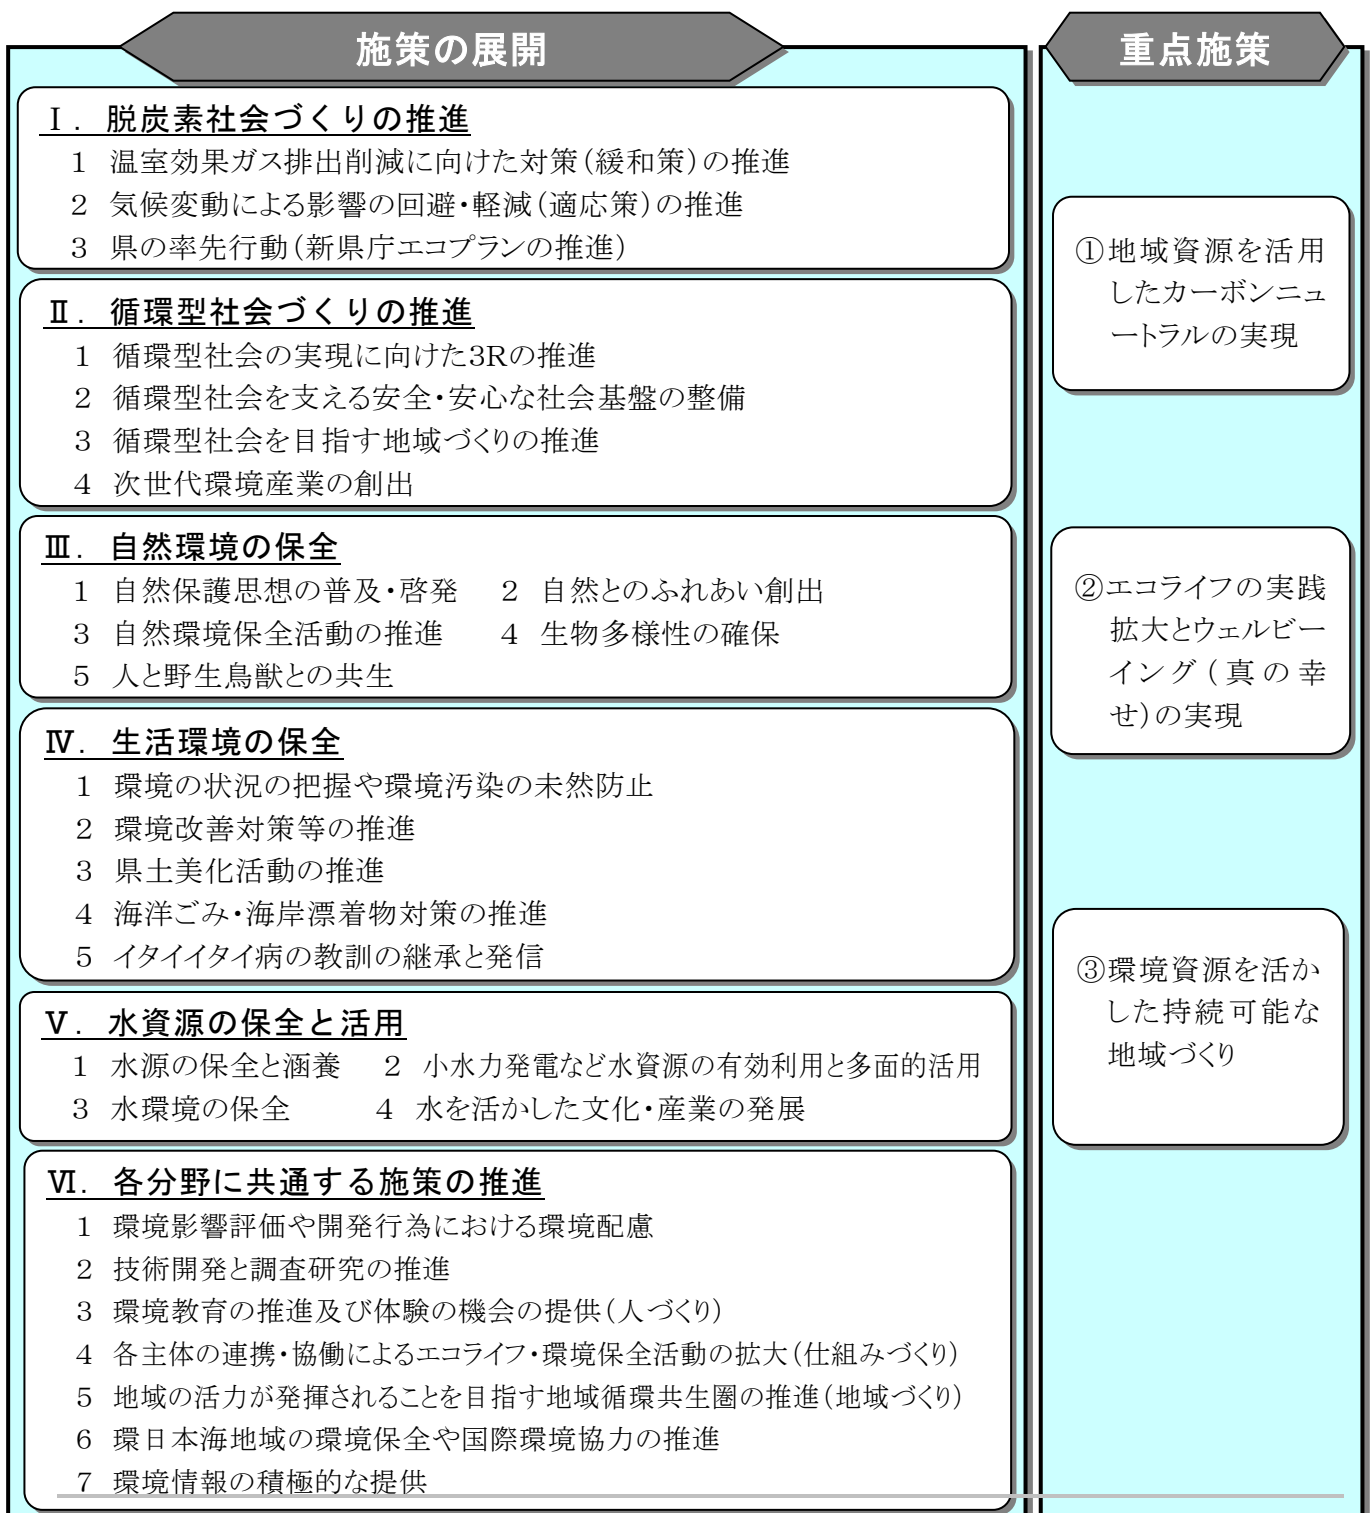 施策の展開
Ⅰ． 脱炭素社会づくりの推進
1 温室効果ガス排出削減に向けた対策（緩和策）の推進
2 気候変動による影響の回避・軽減（適応策）の推進
3 県の率先行動（新県庁エコプランの推進）
Ⅱ． 循環型社会づくりの推進
1 循環型社会の実現に向けた3Rの推進
2 循環型社会を支える安全・安心な社会基盤の整備
3 循環型社会を目指す地域づくりの推進
4 次世代環境産業の創出
Ⅲ． 自然環境の保全
1 自然保護思想の普及・啓発 2 自然とのふれあい創出
3 自然環境保全活動の推進 4 生物多様性の確保
5 人と野生鳥獣との共生
Ⅳ． 生活環境の保全
1 環境の状況の把握や環境汚染の未然防止
2 環境改善対策等の推進
3 県土美化活動の推進
4 海洋ごみ・海岸漂着物対策の推進
5 イタイイタイ病の教訓の継承と発信
Ⅴ． 水資源の保全と活用
1 水源の保全と涵養 2 小水力発電など水資源の有効利用と多面的活用
3 水環境の保全 4 水を活かした文化・産業の発展
Ⅵ． 各分野に共通する施策の推進
1 環境影響評価や開発行為における環境配慮
2 技術開発と調査研究の推進
3 環境教育の推進及び体験の機会の提供（人づくり）
4 各主体の連携・協働によるエコライフ・環境保全活動の拡大（仕組みづくり）
5 地域の活力が発揮されることを目指す地域循環共生圏の推進（地域づくり）
6 環日本海地域の環境保全や国際環境協力の推進
7 環境情報の積極的な提供
重点施策
①地域資源を活用
したカーボンニュ
ートラルの実現
②エコライフの実践
拡大とウェルビー
イング（真の幸
せ）の実現
③環境資源を活か
した持続可能な
地域づくり